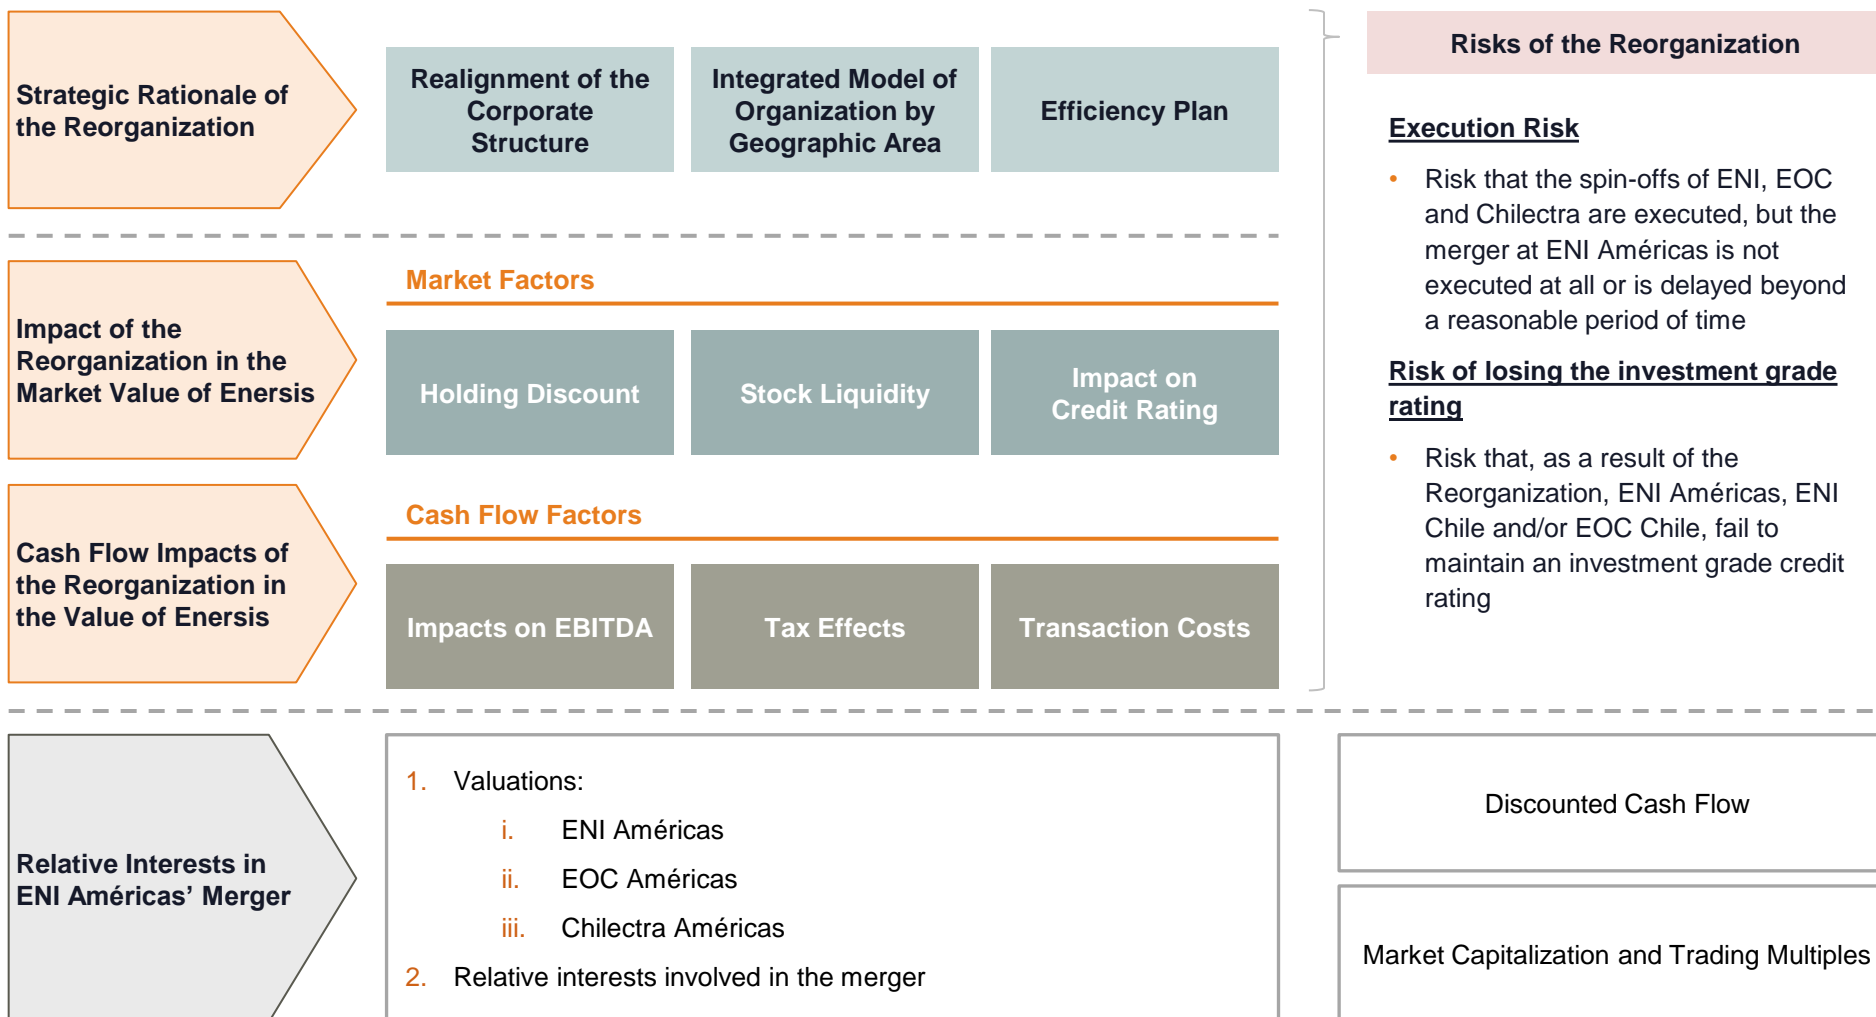 Strategic Rationale of
the Reorganization
Realignment of the
Corporate
Structure
Integrated Model of
Organization by
Geographic Area
Efficiency Plan
Impact of the
Reorganization in the
Market Value of Enersis
Market Factors
Holding Discount
Stock Liquidity
Impact on
Credit Rating
Cash Flow Impacts of
the Reorganization in
the Value of Enersis
Cash Flow Factors
Impacts on EBITDA
Tax Effects
Transaction Costs
Risks of the Reorganization
Execution Risk
• Risk that the spin-offs of ENI, EOC
and Chilectra are executed, but the
merger at ENI Américas is not
executed at all or is delayed beyond
a reasonable period of time
Risk of losing the investment grade
rating
• Risk that, as a result of the
Reorganization, ENI Américas, ENI
Chile and/or EOC Chile, fail to
maintain an investment grade credit
rating
Relative Interests in
ENI Américas’ Merger
1. Valuations:
i. ENI Américas
ii. EOC Américas
iii. Chilectra Américas
2. Relative interests involved in the merger
Discounted Cash Flow
Market Capitalization and Trading Multiples